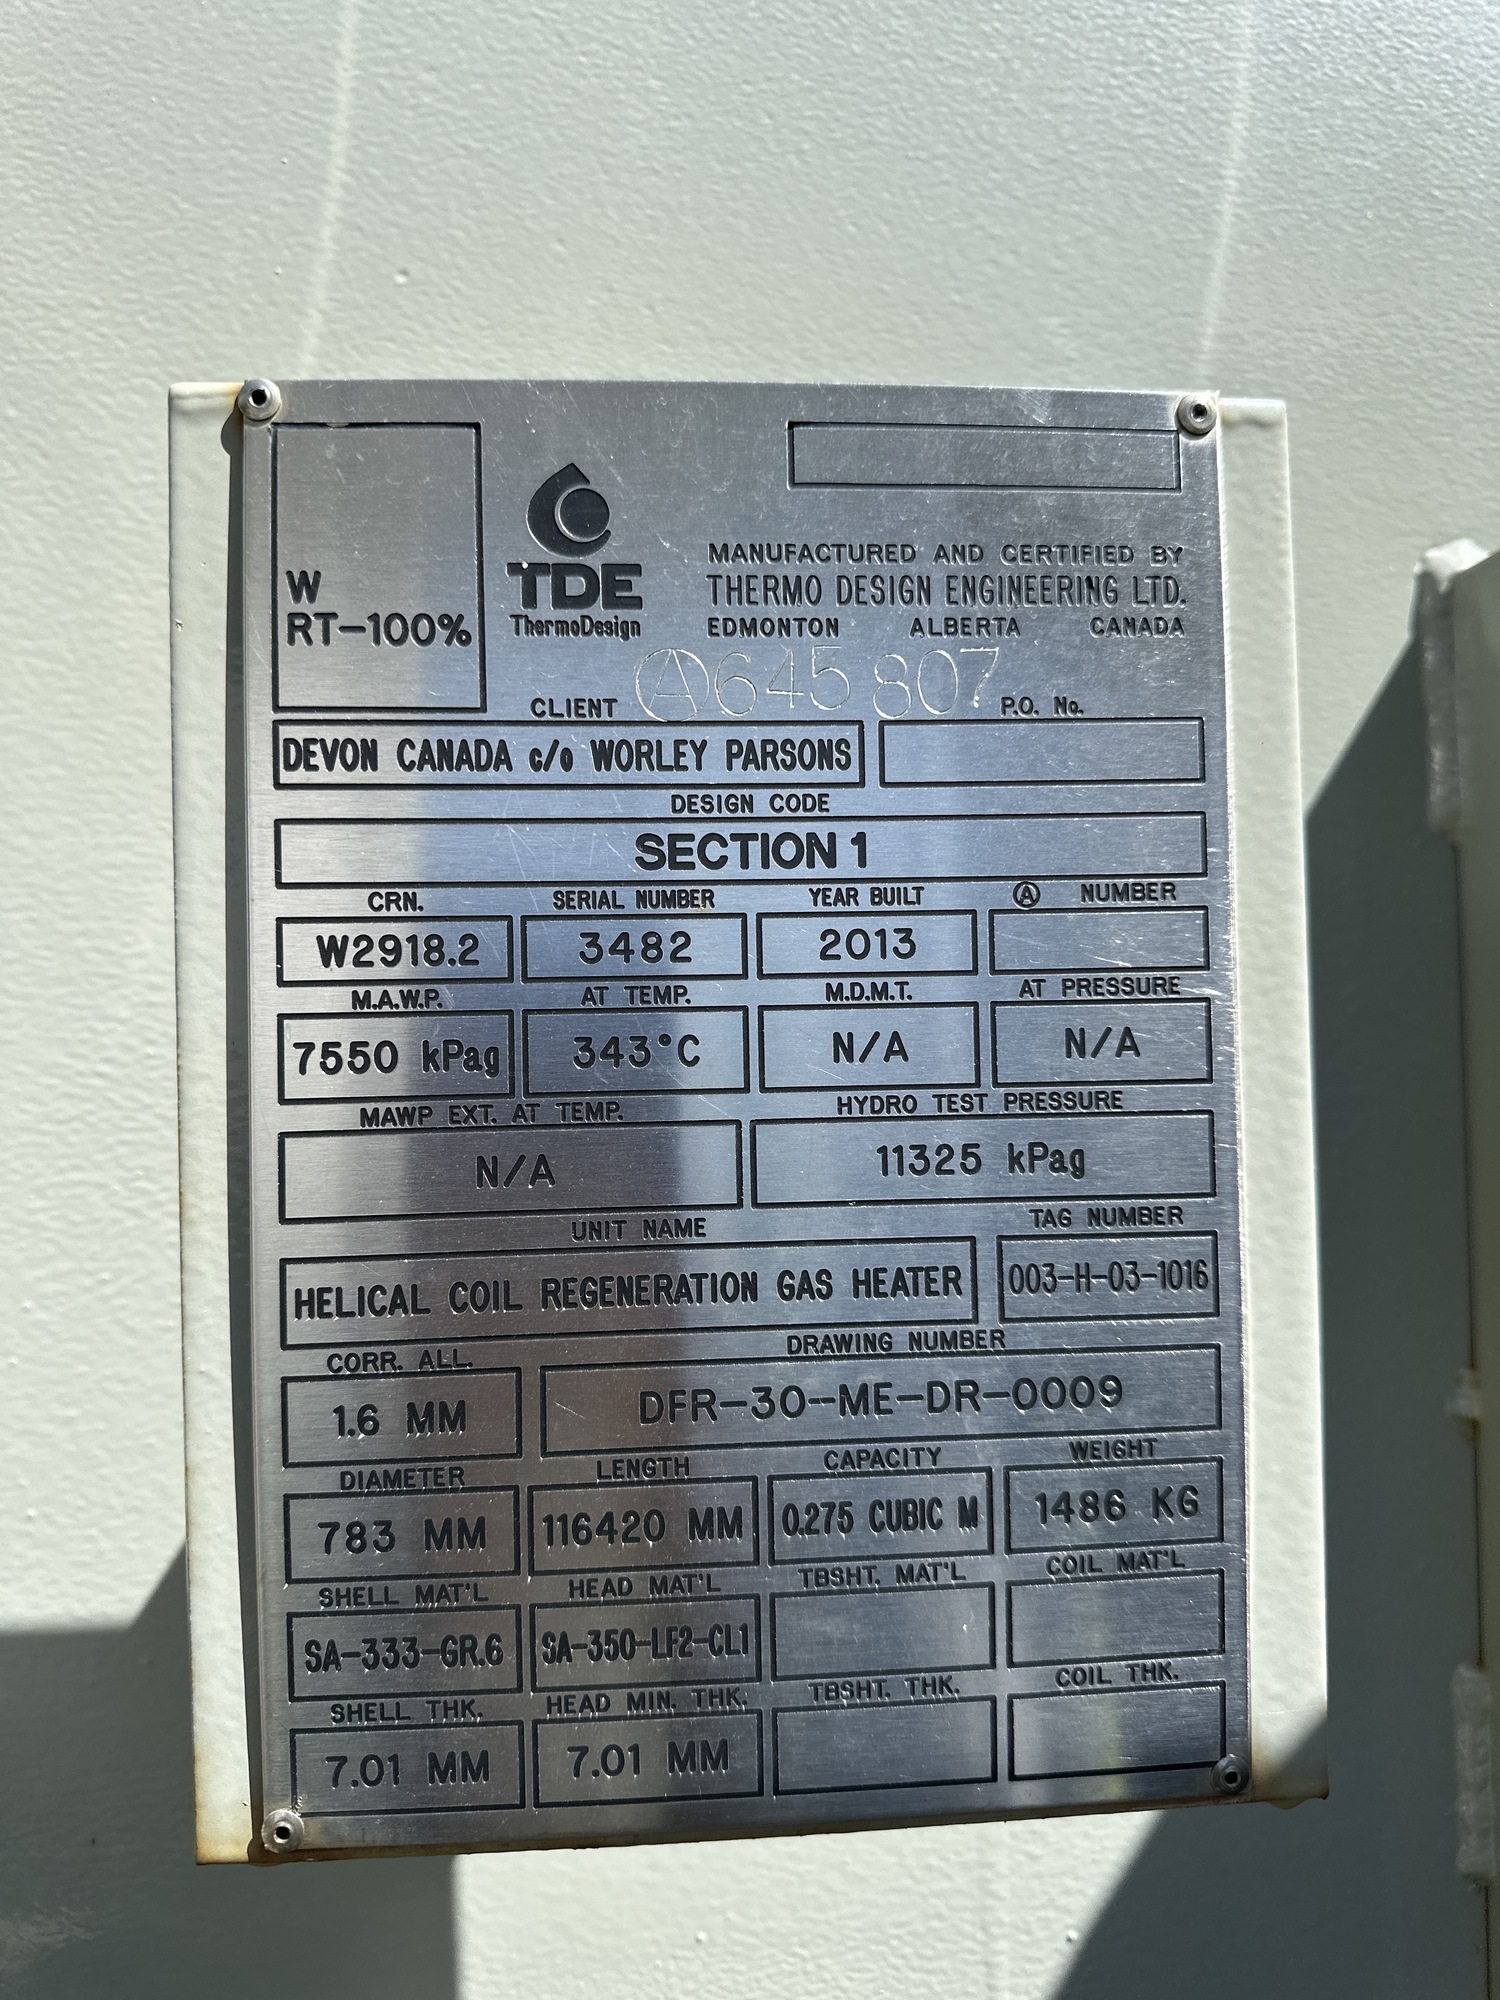 W
RT-100%
TDE
ThermoDesign
MANUFACTURED AND CERTIFIED BY
THERMO DESIGN ENGINEERING LTD.
EDMONTON ALBERTA CANADA
Ⓐ645 807
CLIENT P.O. No.
DEVON CANADA c/o WORLEY PARSONS
DESIGN CODE
SECTION 1
CRN. SERIAL NUMBER YEAR BUILT Ⓐ NUMBER
W2918.2 3482 2013
M.A.W.P. AT TEMP. M.D.M.T. AT PRESSURE
7550 kPag 343°C N/A N/A
MAWP EXT. AT TEMP. HYDRO TEST PRESSURE
N/A 11325 kPag
UNIT NAME TAG NUMBER
HELICAL COIL REGENERATION GAS HEATER 003-H-03-1016
CORR. ALL. DRAWING NUMBER
1.6 MM DFR-30-ME-DR-0009
DIAMETER LENGTH CAPACITY WEIGHT
783 MM 116420 MM 0.275 CUBIC M 1486 KG
SHELL MAT'L HEAD MAT'L TBSHT. MAT'L COIL MAT'L
SA-333-GR.6 SA-350-LF2-CL1
SHELL THK. HEAD MIN. THK. TBSHT. THK. COIL THK.
7.01 MM 7.01 MM